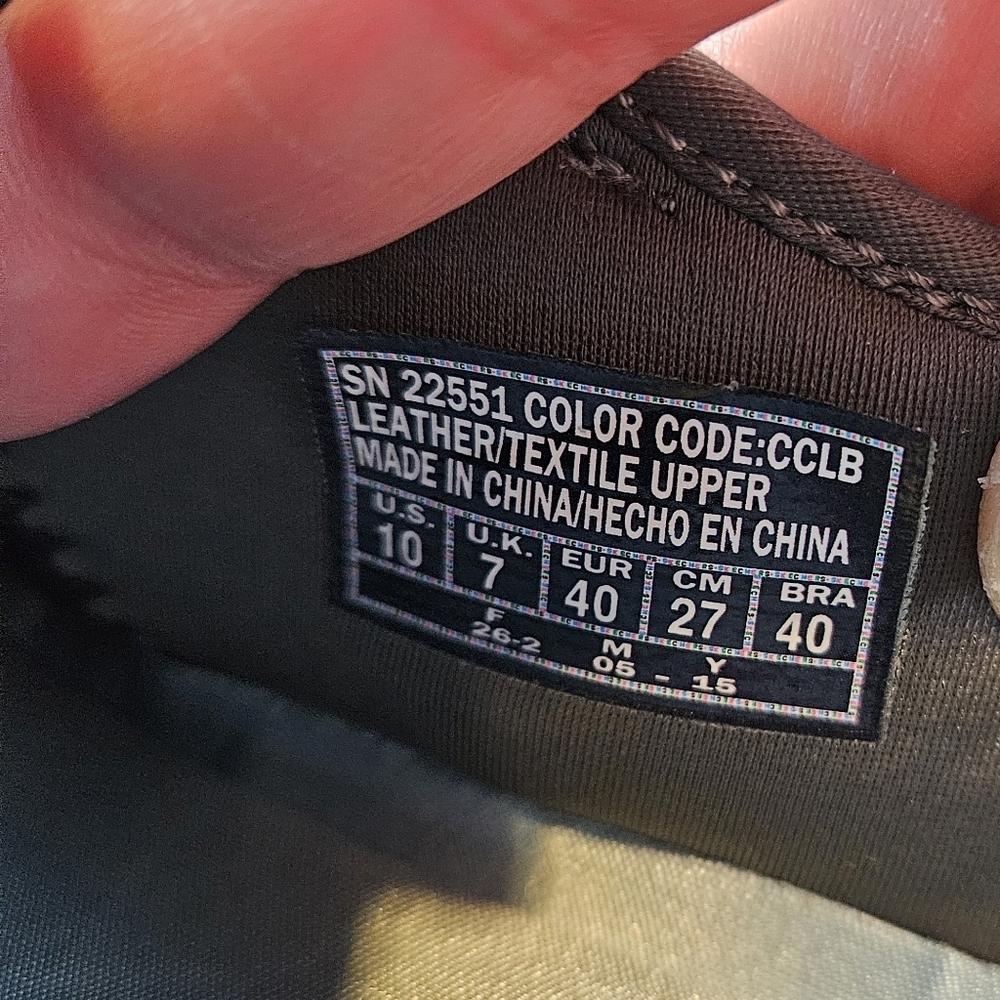 SN 22551 COLOR CODE:CCLB
LEATHER/TEXTILE UPPER
MADE IN CHINA/HECHO EN CHINA
U.S. U.K. EUR CM BRA
10 7 40 27 40
F M Y
26-2 05 - 15